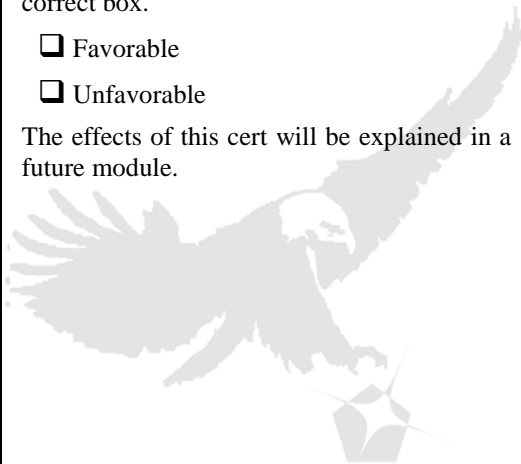 correct box.
❑ Favorable
❑ Unfavorable
The effects of this cert will be explained in a
future module.